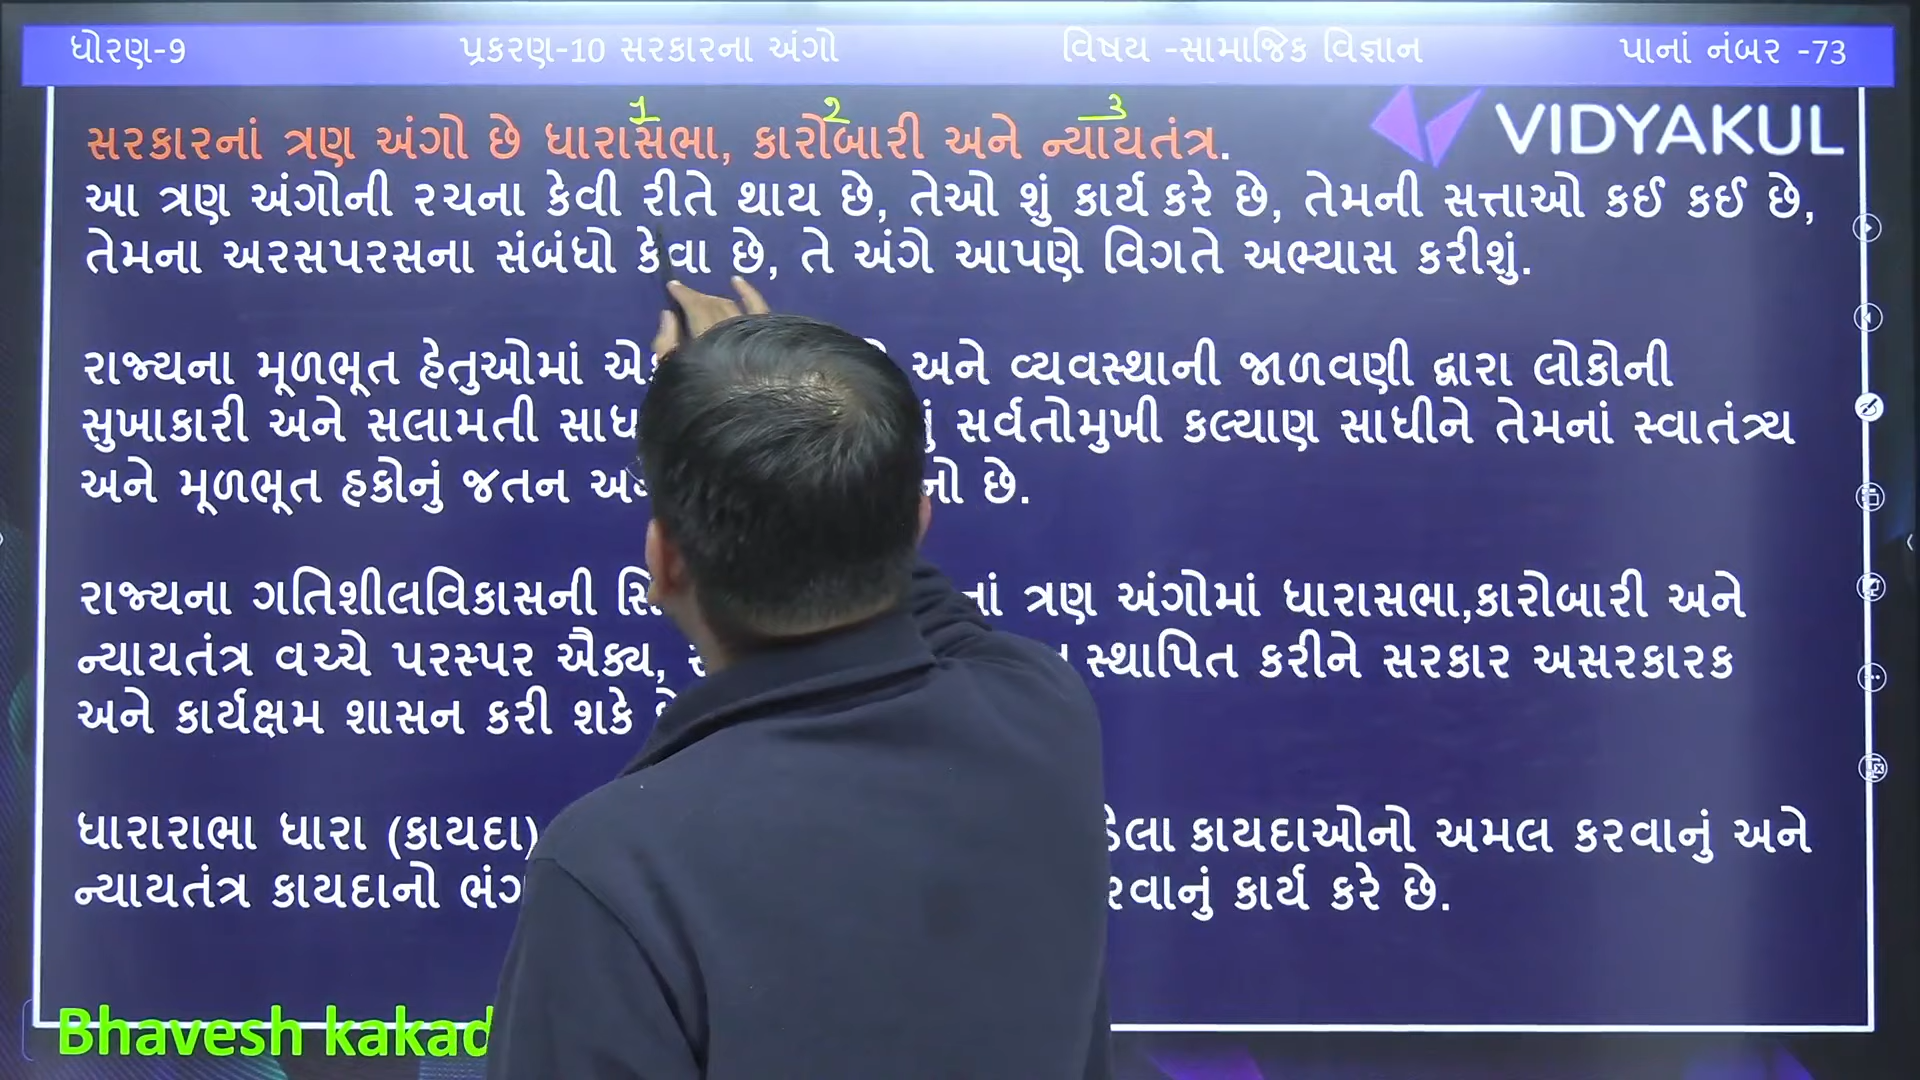 ધોરણ-9 પ્રકરણ-10 સરકારના અંગો વિષય -સામાજિક વિજ્ઞાન પાનાં નંબર -73
૧ ૨ ૩
VIDYAKUL
સરકારનાં ત્રણ અંગો છે ધારાસભા, કારોબારી અને ન્યાયતંત્ર.
આ ત્રણ અંગોની રચના કેવી રીતે થાય છે, તેઓ શું કાર્ય કરે છે, તેમની સત્તાઓ કઈ કઈ છે,
તેમના અરસપરસના સંબંધો કેવા છે, તે અંગે આપણે વિગતે અભ્યાસ કરીશું.
રાજ્યના મૂળભૂત હેતુઓમાં અને વ્યવસ્થાની જાળવણી દ્વારા લોકોની
સુખાકારી અને સલામતી સર્વતોમુખી કલ્યાણ સાધીને તેમનાં સ્વાતંત્ર્ય
અને મૂળભૂત હકોનું જતન છે.
રાજ્યના ગતિશીલવિકાસની ત્રણ અંગોમાં ધારાસભા,કારોબારી અને
ન્યાયતંત્ર વચ્ચે પરસ્પર ઐક્ય, સ્થાપિત કરીને સરકાર અસરકારક
અને કાર્યક્ષમ શાસન કરી શકે
ધારારાભા ધારા (કાયદા) કાયદાઓનો અમલ કરવાનું અને
ન્યાયતંત્ર કાયદાનો કાર્ય કરે છે.
Bhavesh